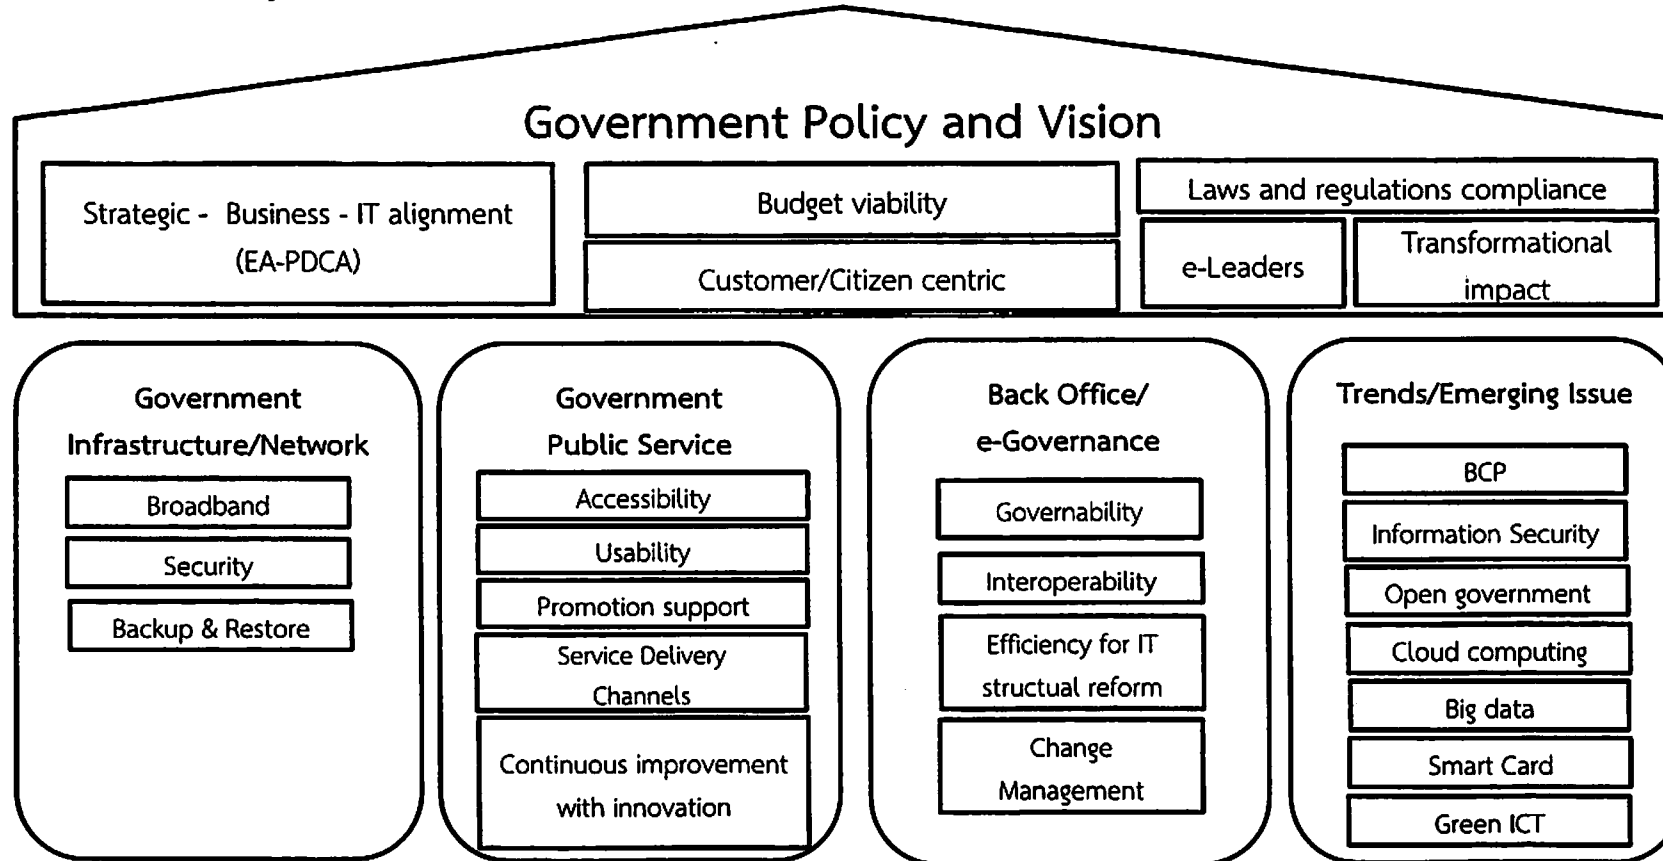 Government Policy and Vision
Strategic - Business - IT alignment
(EA-PDCA)
Budget viability
Customer/Citizen centric
Laws and regulations compliance
e-Leaders
Transformational
impact
Government
Infrastructure/Network
Broadband
Security
Backup & Restore
Government
Public Service
Accessibility
Usability
Promotion support
Service Delivery
Channels
Continuous improvement
with innovation
Back Office/
e-Governance
Governability
Interoperability
Efficiency for IT
structual reform
Change
Management
Trends/Emerging Issue
BCP
Information Security
Open government
Cloud computing
Big data
Smart Card
Green ICT